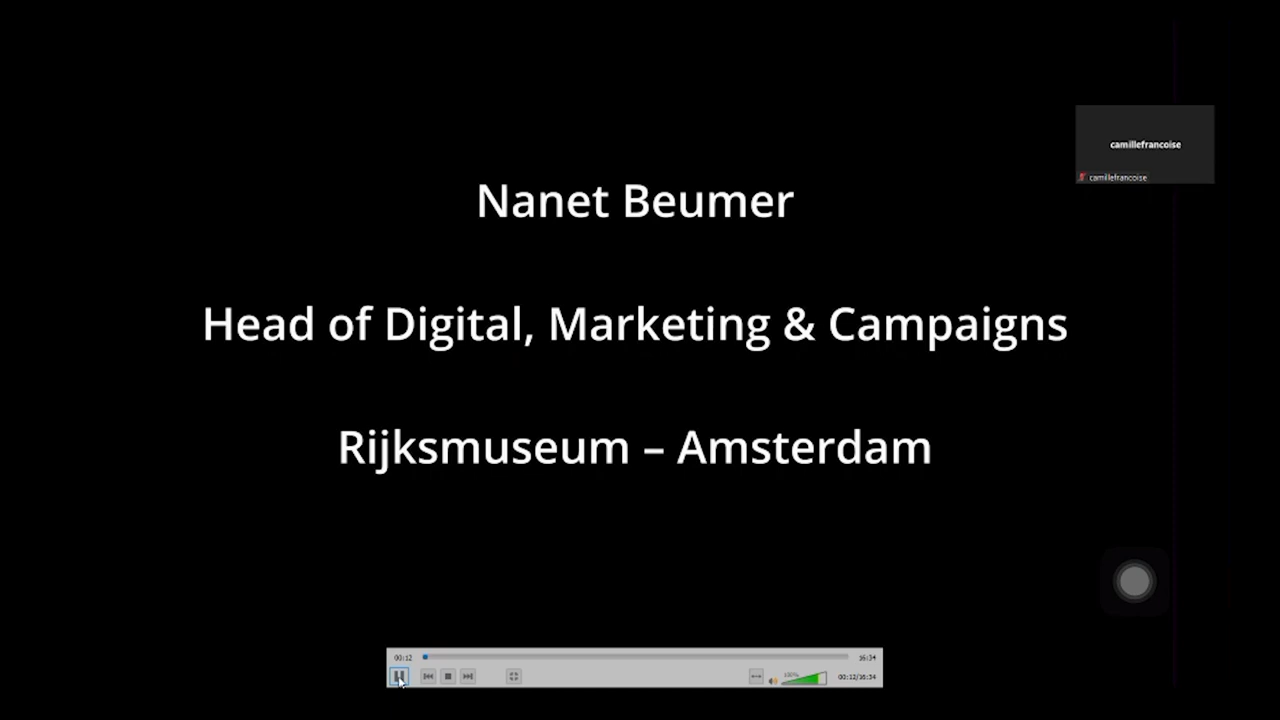 camillefrancoise
camillefrancoise
Nanet Beumer
Head of Digital, Marketing & Campaigns
Rijksmuseum – Amsterdam
00:12
16:34
100%
00:12/16:34